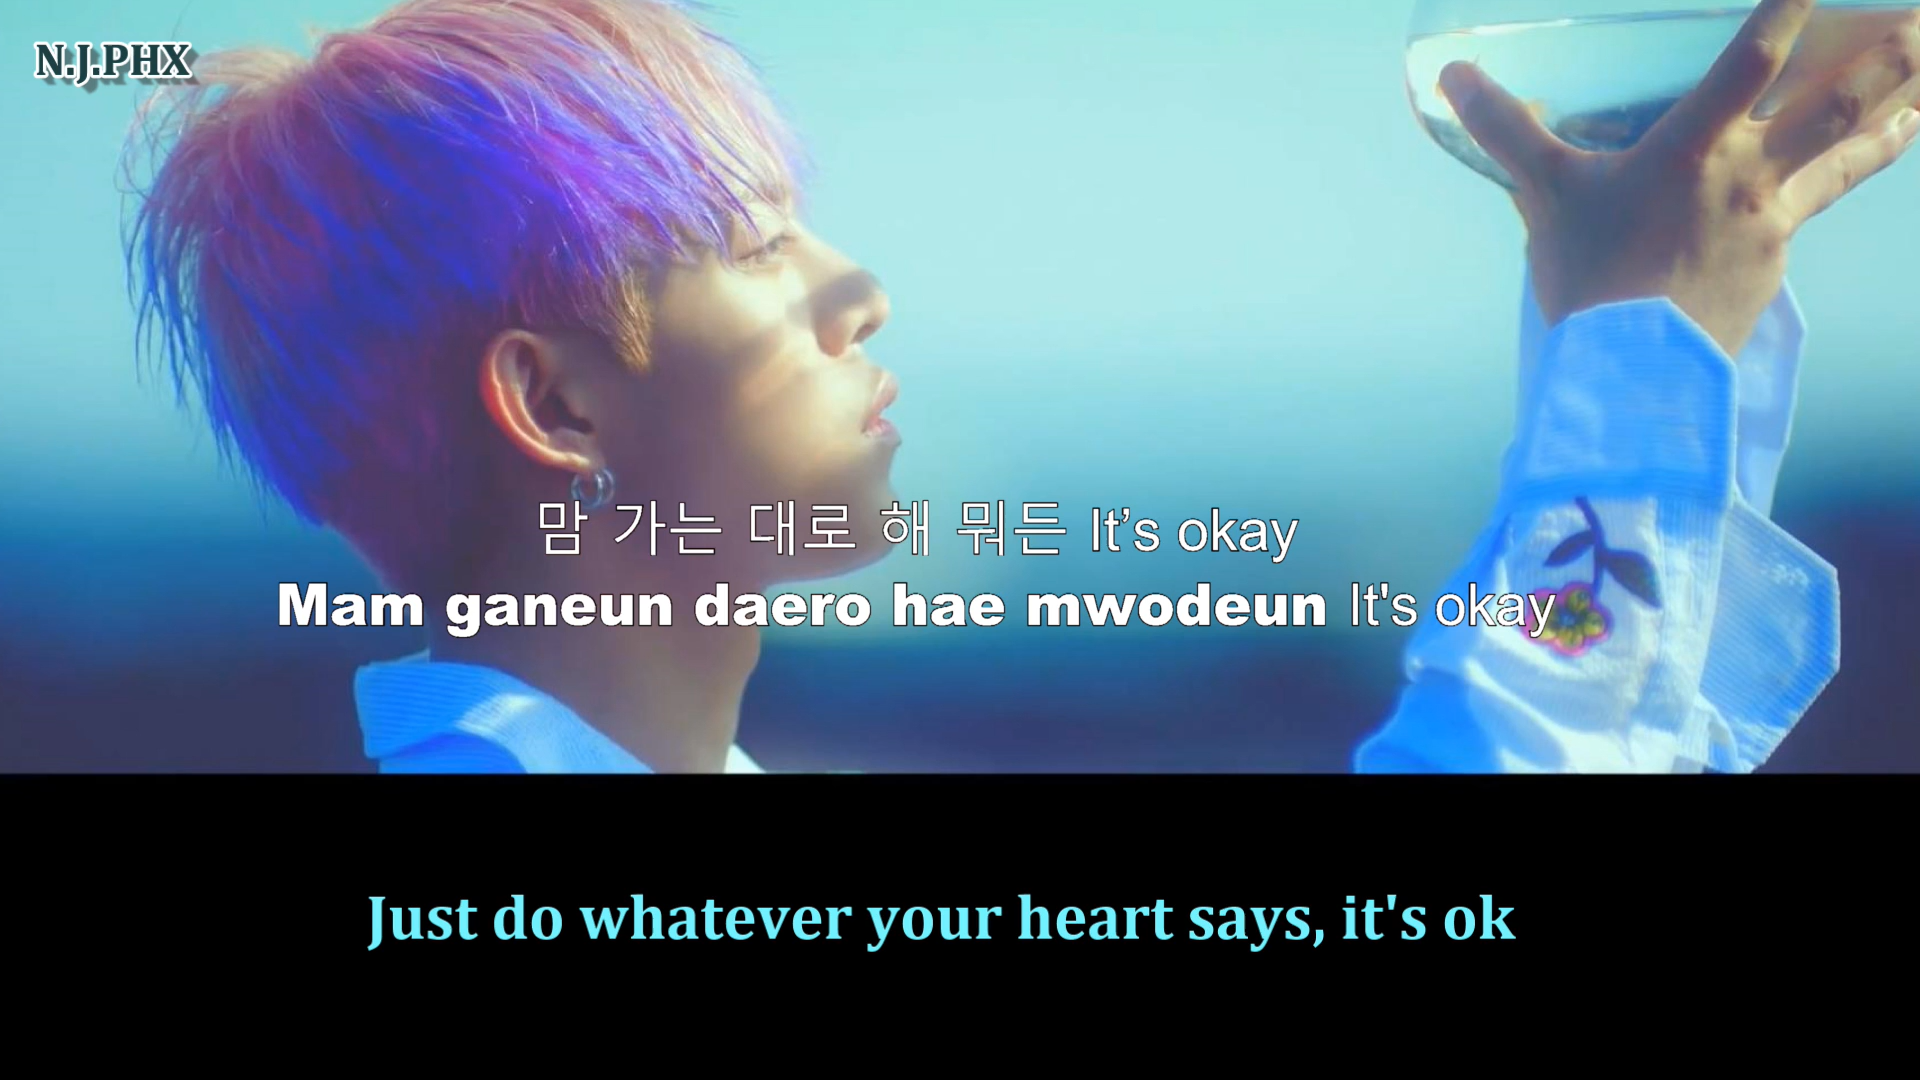 N.J.PHX
맘 가는 대로 해 뭐든 It’s okay
Mam ganeun daero hae mwodeun It's okay
Just do whatever your heart says, it's ok